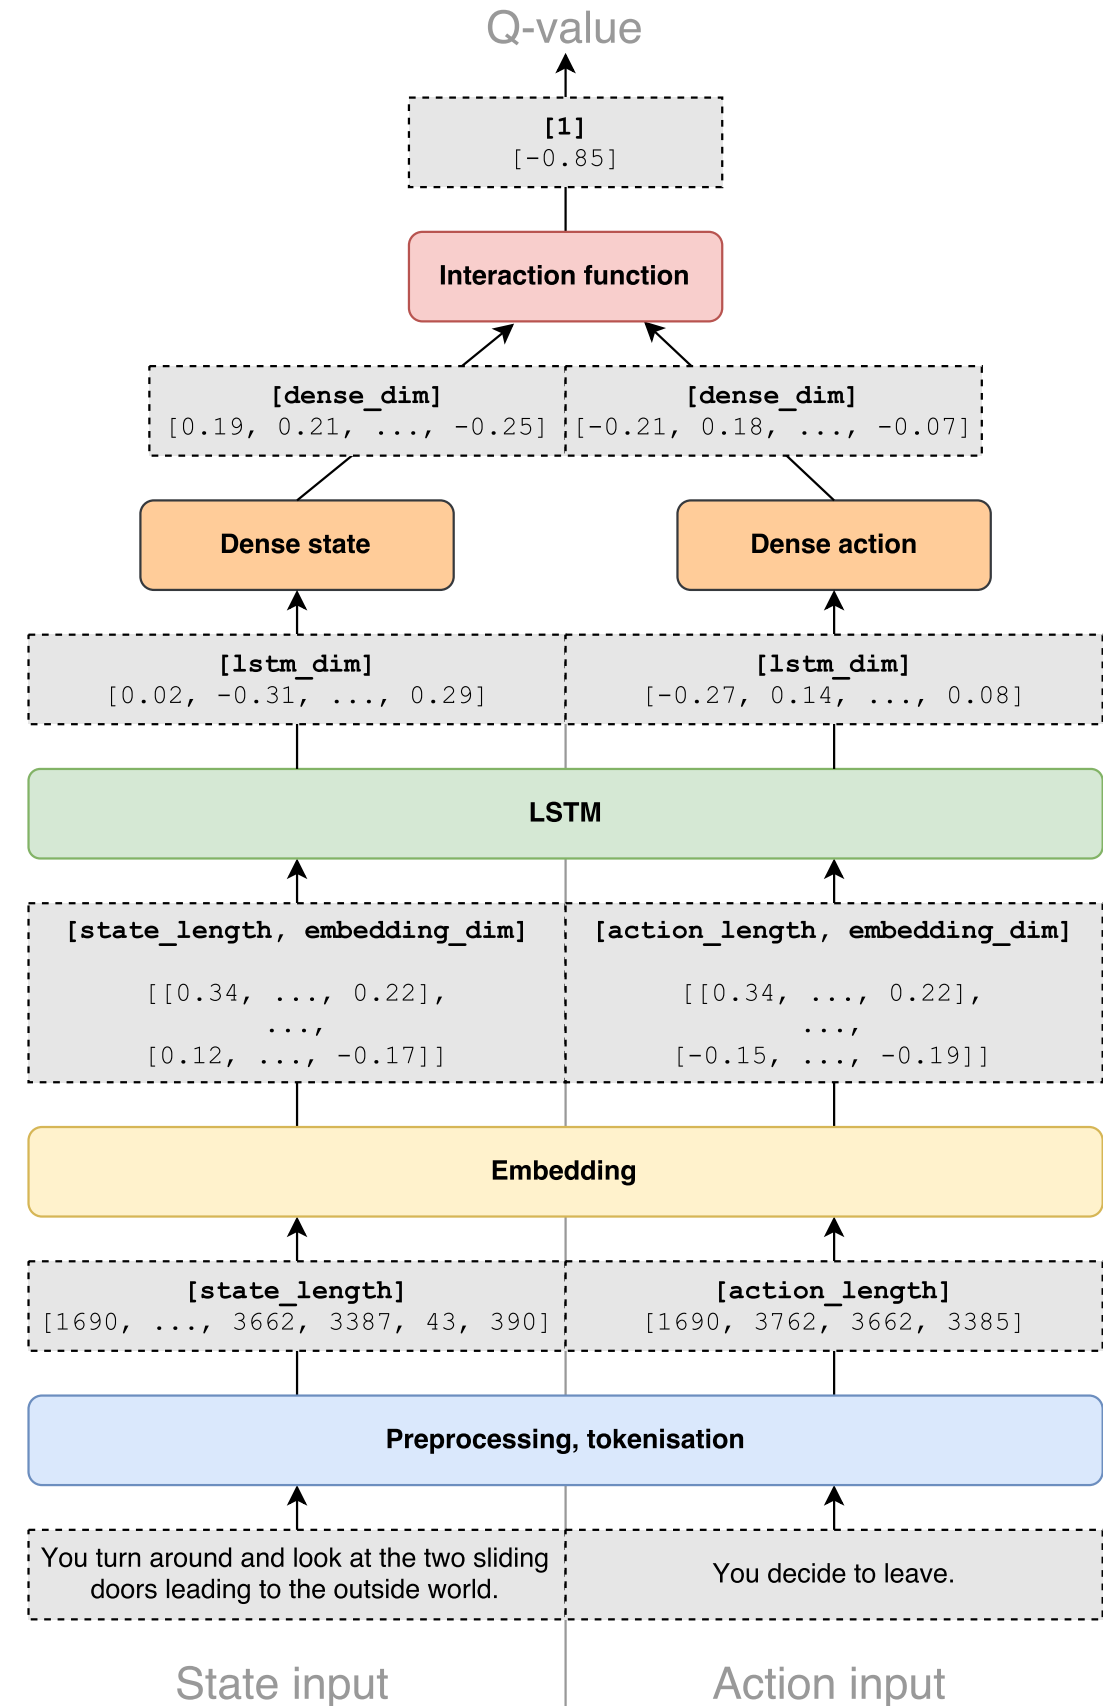 Q-value
[1]
[-0.85]
Interaction function
[dense_dim]
[0.19, 0.21, ..., -0.25]
[dense_dim]
[-0.21, 0.18, ..., -0.07]
Dense state
Dense action
[lstm_dim]
[0.02, -0.31, ..., 0.29]
[lstm_dim]
[-0.27, 0.14, ..., 0.08]
LSTM
[state_length, embedding_dim]
[[0.34, ..., 0.22],
...,
[0.12, ..., -0.17]]
[action_length, embedding_dim]
[[0.34, ..., 0.22],
...,
[-0.15, ..., -0.19]]
Embedding
[state_length]
[1690, ..., 3662, 3387, 43, 390]
[action_length]
[1690, 3762, 3662, 3385]
Preprocessing, tokenisation
You turn around and look at the two sliding
doors leading to the outside world.
You decide to leave.
State input
Action input